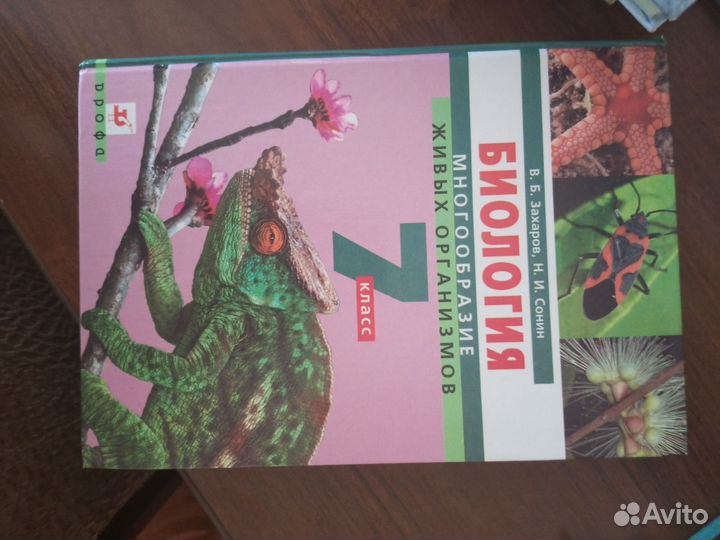 В. Б. Захаров, Н. И. Сонин
БИОЛОГИЯ
МНОГООБРАЗИЕ
ЖИВЫХ ОРГАНИЗМОВ
7
класс
дрофа
Avito